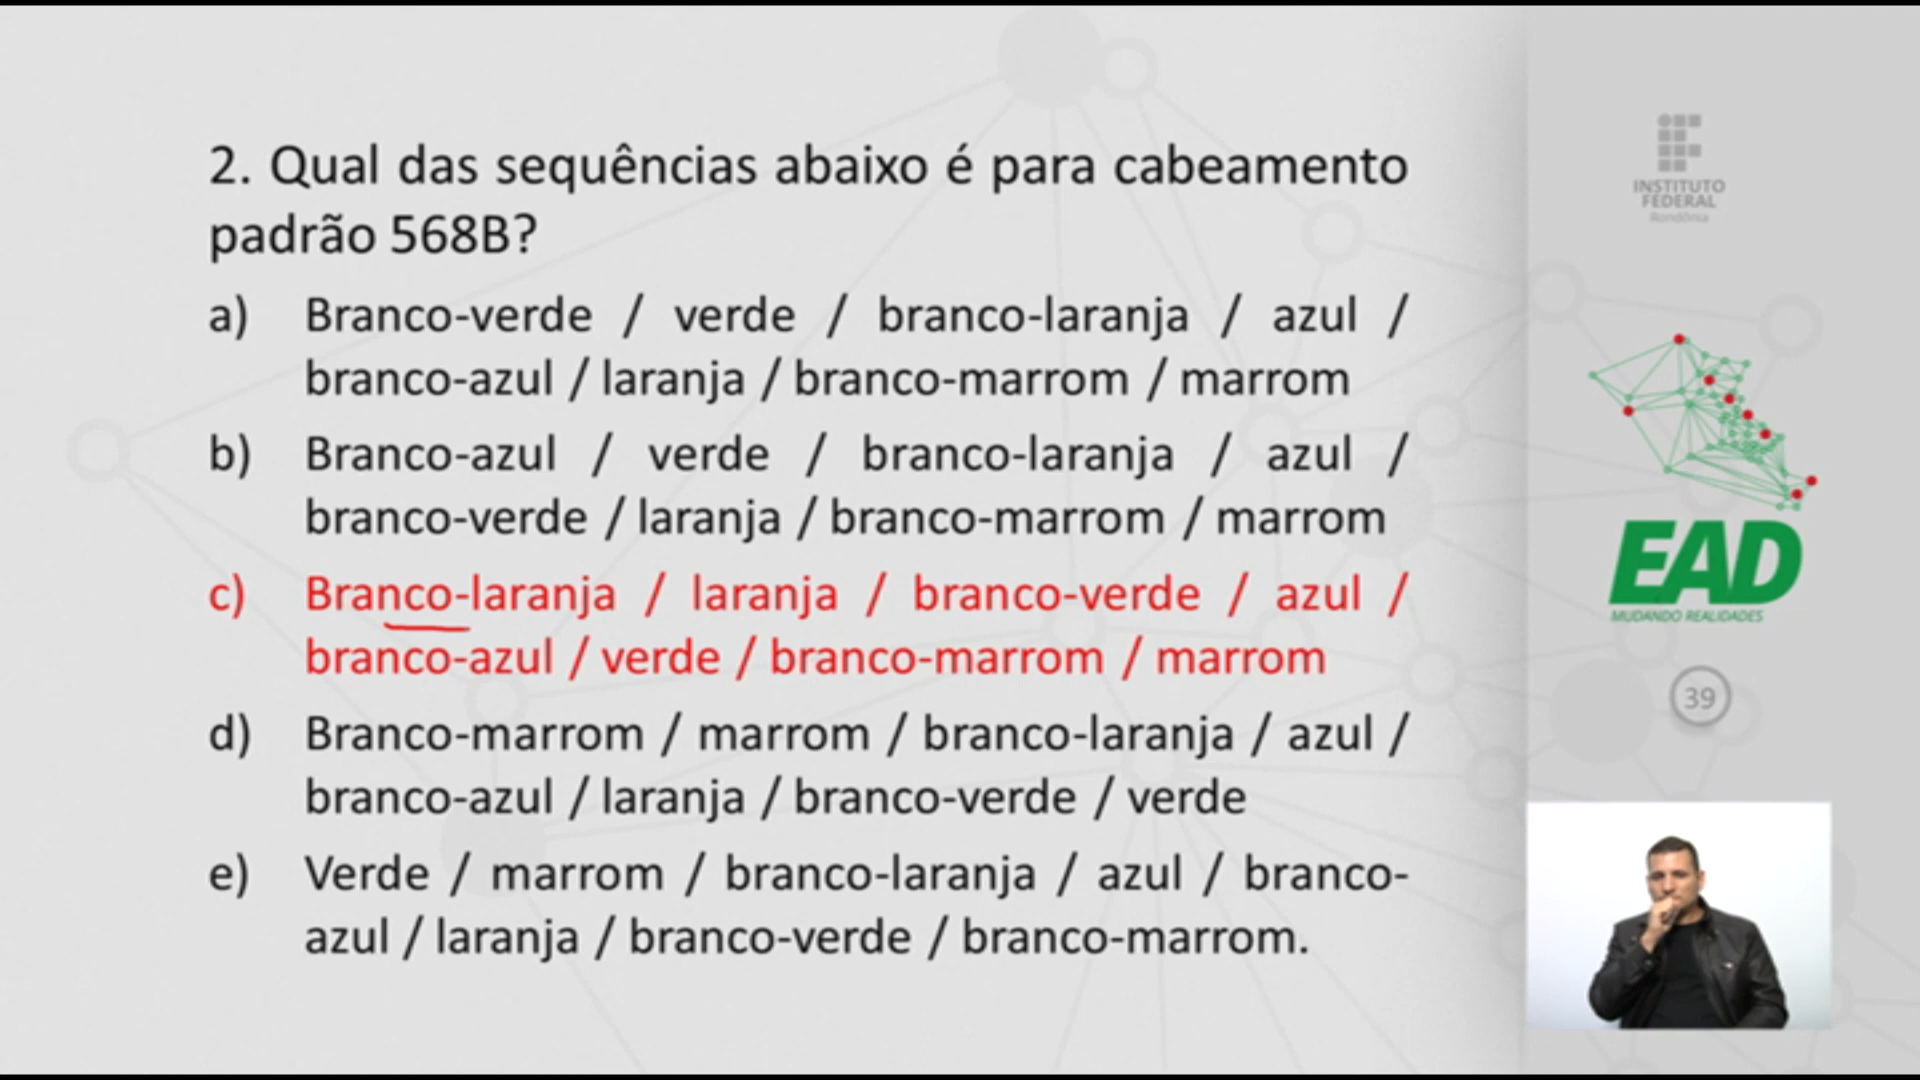 2. Qual das sequências abaixo é para cabeamento
padrão 568B?
a) Branco-verde / verde / branco-laranja / azul /
branco-azul / laranja / branco-marrom / marrom
b) Branco-azul / verde / branco-laranja / azul /
branco-verde / laranja / branco-marrom / marrom
c) Branco-laranja / laranja / branco-verde / azul /
branco-azul / verde / branco-marrom / marrom
d) Branco-marrom / marrom / branco-laranja / azul /
branco-azul / laranja / branco-verde / verde
e) Verde / marrom / branco-laranja / azul / branco-
azul / laranja / branco-verde / branco-marrom.
INSTITUTO
FEDERAL
Rondônia
EAD
MUDANDO REALIDADES
39